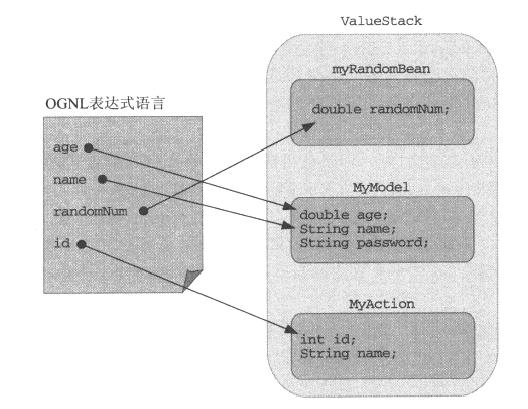 ValueStack
myRandomBean
double randomNum;
OGNL表达式语言
age
name
randomNum
id
MyModel
double age;
String name;
String password;
MyAction
int id;
String name;